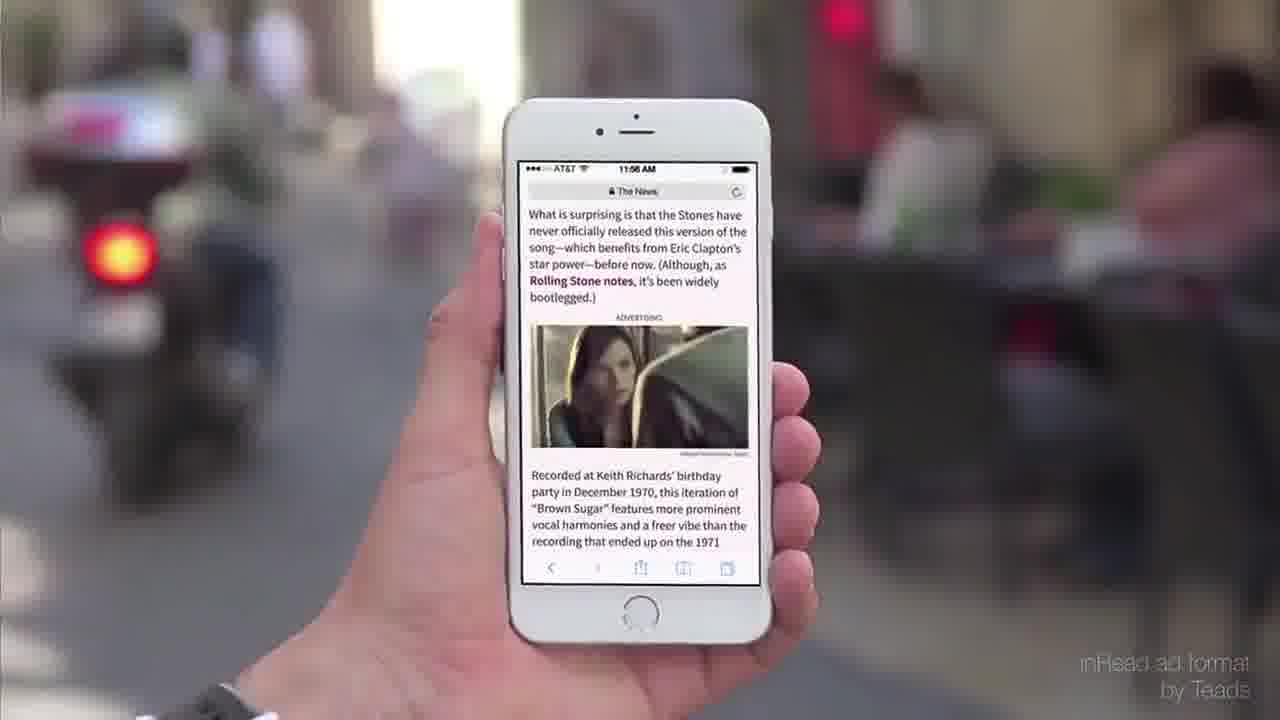 AT&T 11:56 AM
The News
What is surprising is that the Stones have
never officially released this version of the
song—which benefits from Eric Clapton's
star power—before now. (Although, as
Rolling Stone notes, it's been widely
bootlegged.)
ADVERTISING
Recorded at Keith Richards' birthday
party in December 1970, this iteration of
"Brown Sugar" features more prominent
vocal harmonies and a freer vibe than the
recording that ended up on the 1971
inRead ad format
by Teads